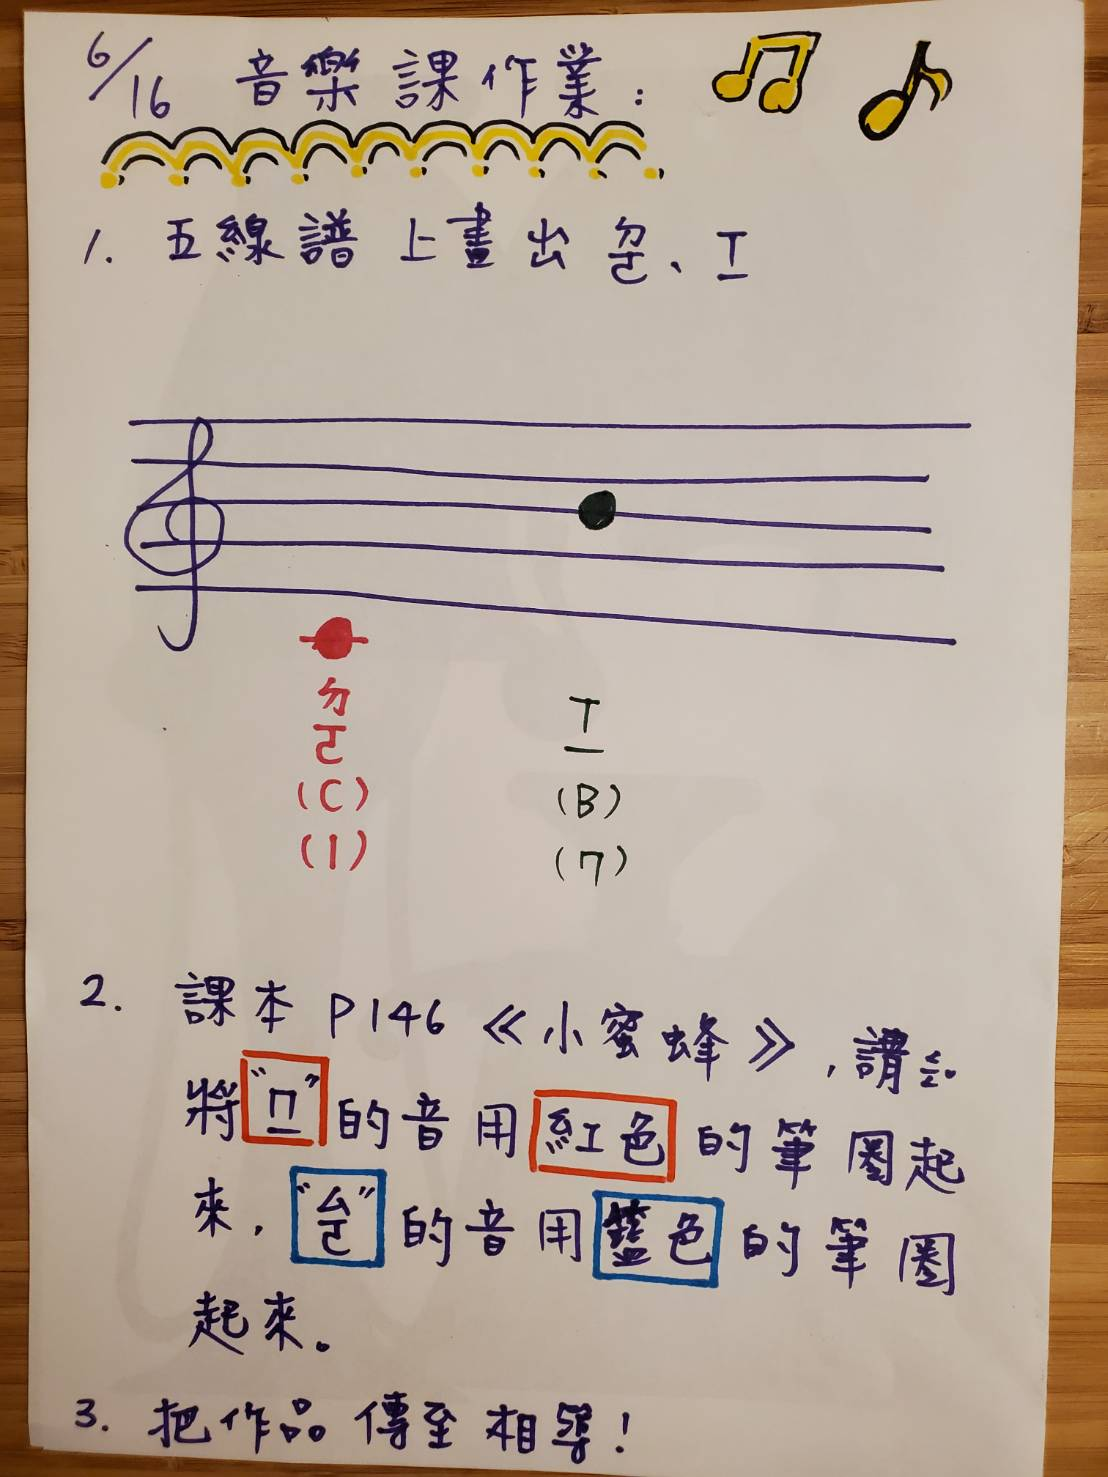 6/16 音樂課作業:
1. 五線譜上畫出ㄉㄛ、ㄒㄧ
ㄉㄛ
(C)
(1)
ㄒㄧ
(B)
(7)
2. 課本P146《小蜜蜂》,請
將"ㄇㄧ"的音用紅色的筆圈起
來,"ㄙㄛ"的音用藍色的筆圈
起來。
3. 把作品傳至相簿!